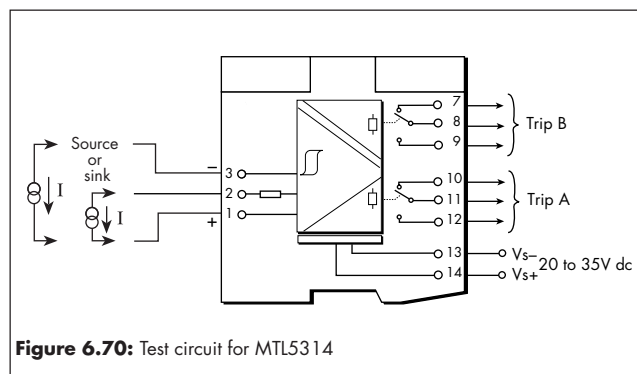 Source
or
sink
I
I
−
3
2
1
+
7
8
9
Trip B
10
11
12
Trip A
13
Vs–
14
Vs+
20 to 35V dc
Figure 6.70: Test circuit for MTL5314